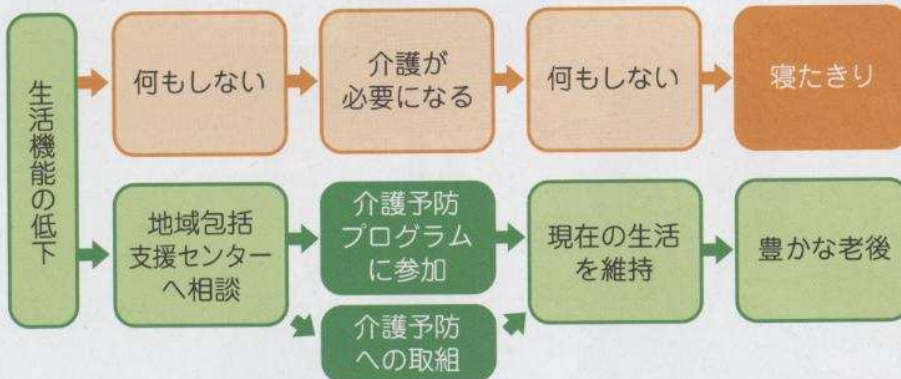 生活機能の低下
何もしない
介護が
必要になる
何もしない
寝たきり
地域包括
支援センター
へ相談
介護予防
プログラム
に参加
介護予防
への取組
現在の生活
を維持
豊かな老後